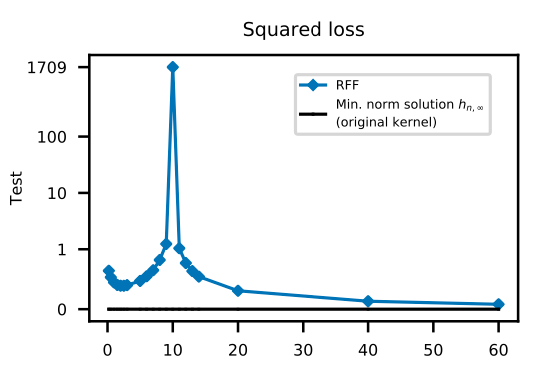 Squared loss
Test
1709
100
10
1
0
RFF
Min. norm solution hₙ,∞
(original kernel)
0 10 20 30 40 50 60